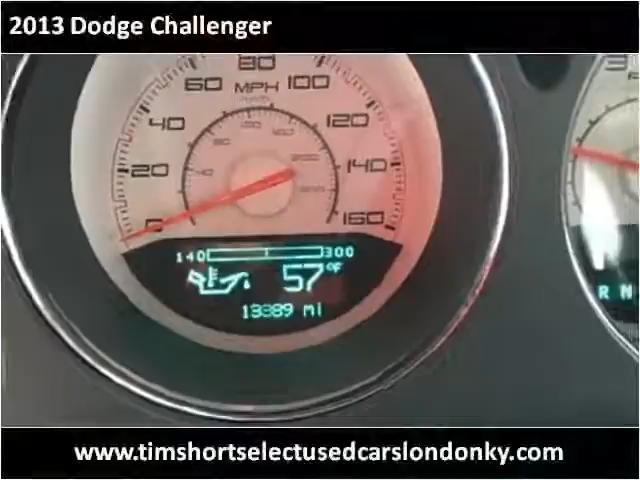 2013 Dodge Challenger
80
60 MPH 100
40 120
20 140
0 160
140 300
57°F
13389 mi
R N
www.timshortselectusedcarslondonky.com